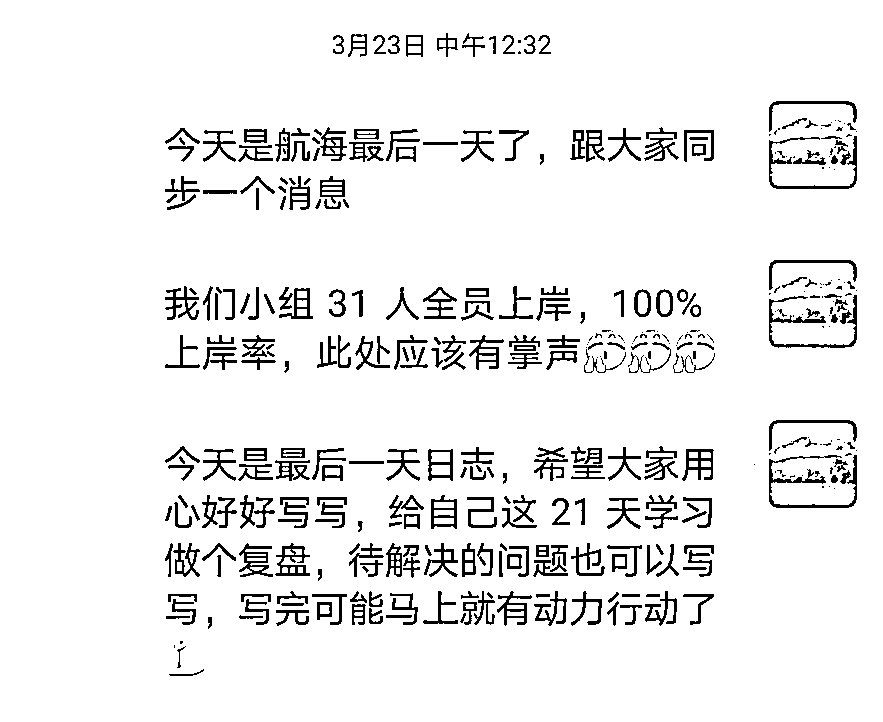 3月23日 中午12:32
今天是航海最后一天了，跟大家同
步一个消息
我们小组 31 人全员上岸，100%
上岸率，此处应该有掌声
今天是最后一天日志，希望大家用
心好好写写，给自己这 21 天学习
做个复盘，待解决的问题也可以写
写，写完可能马上就有动力行动了